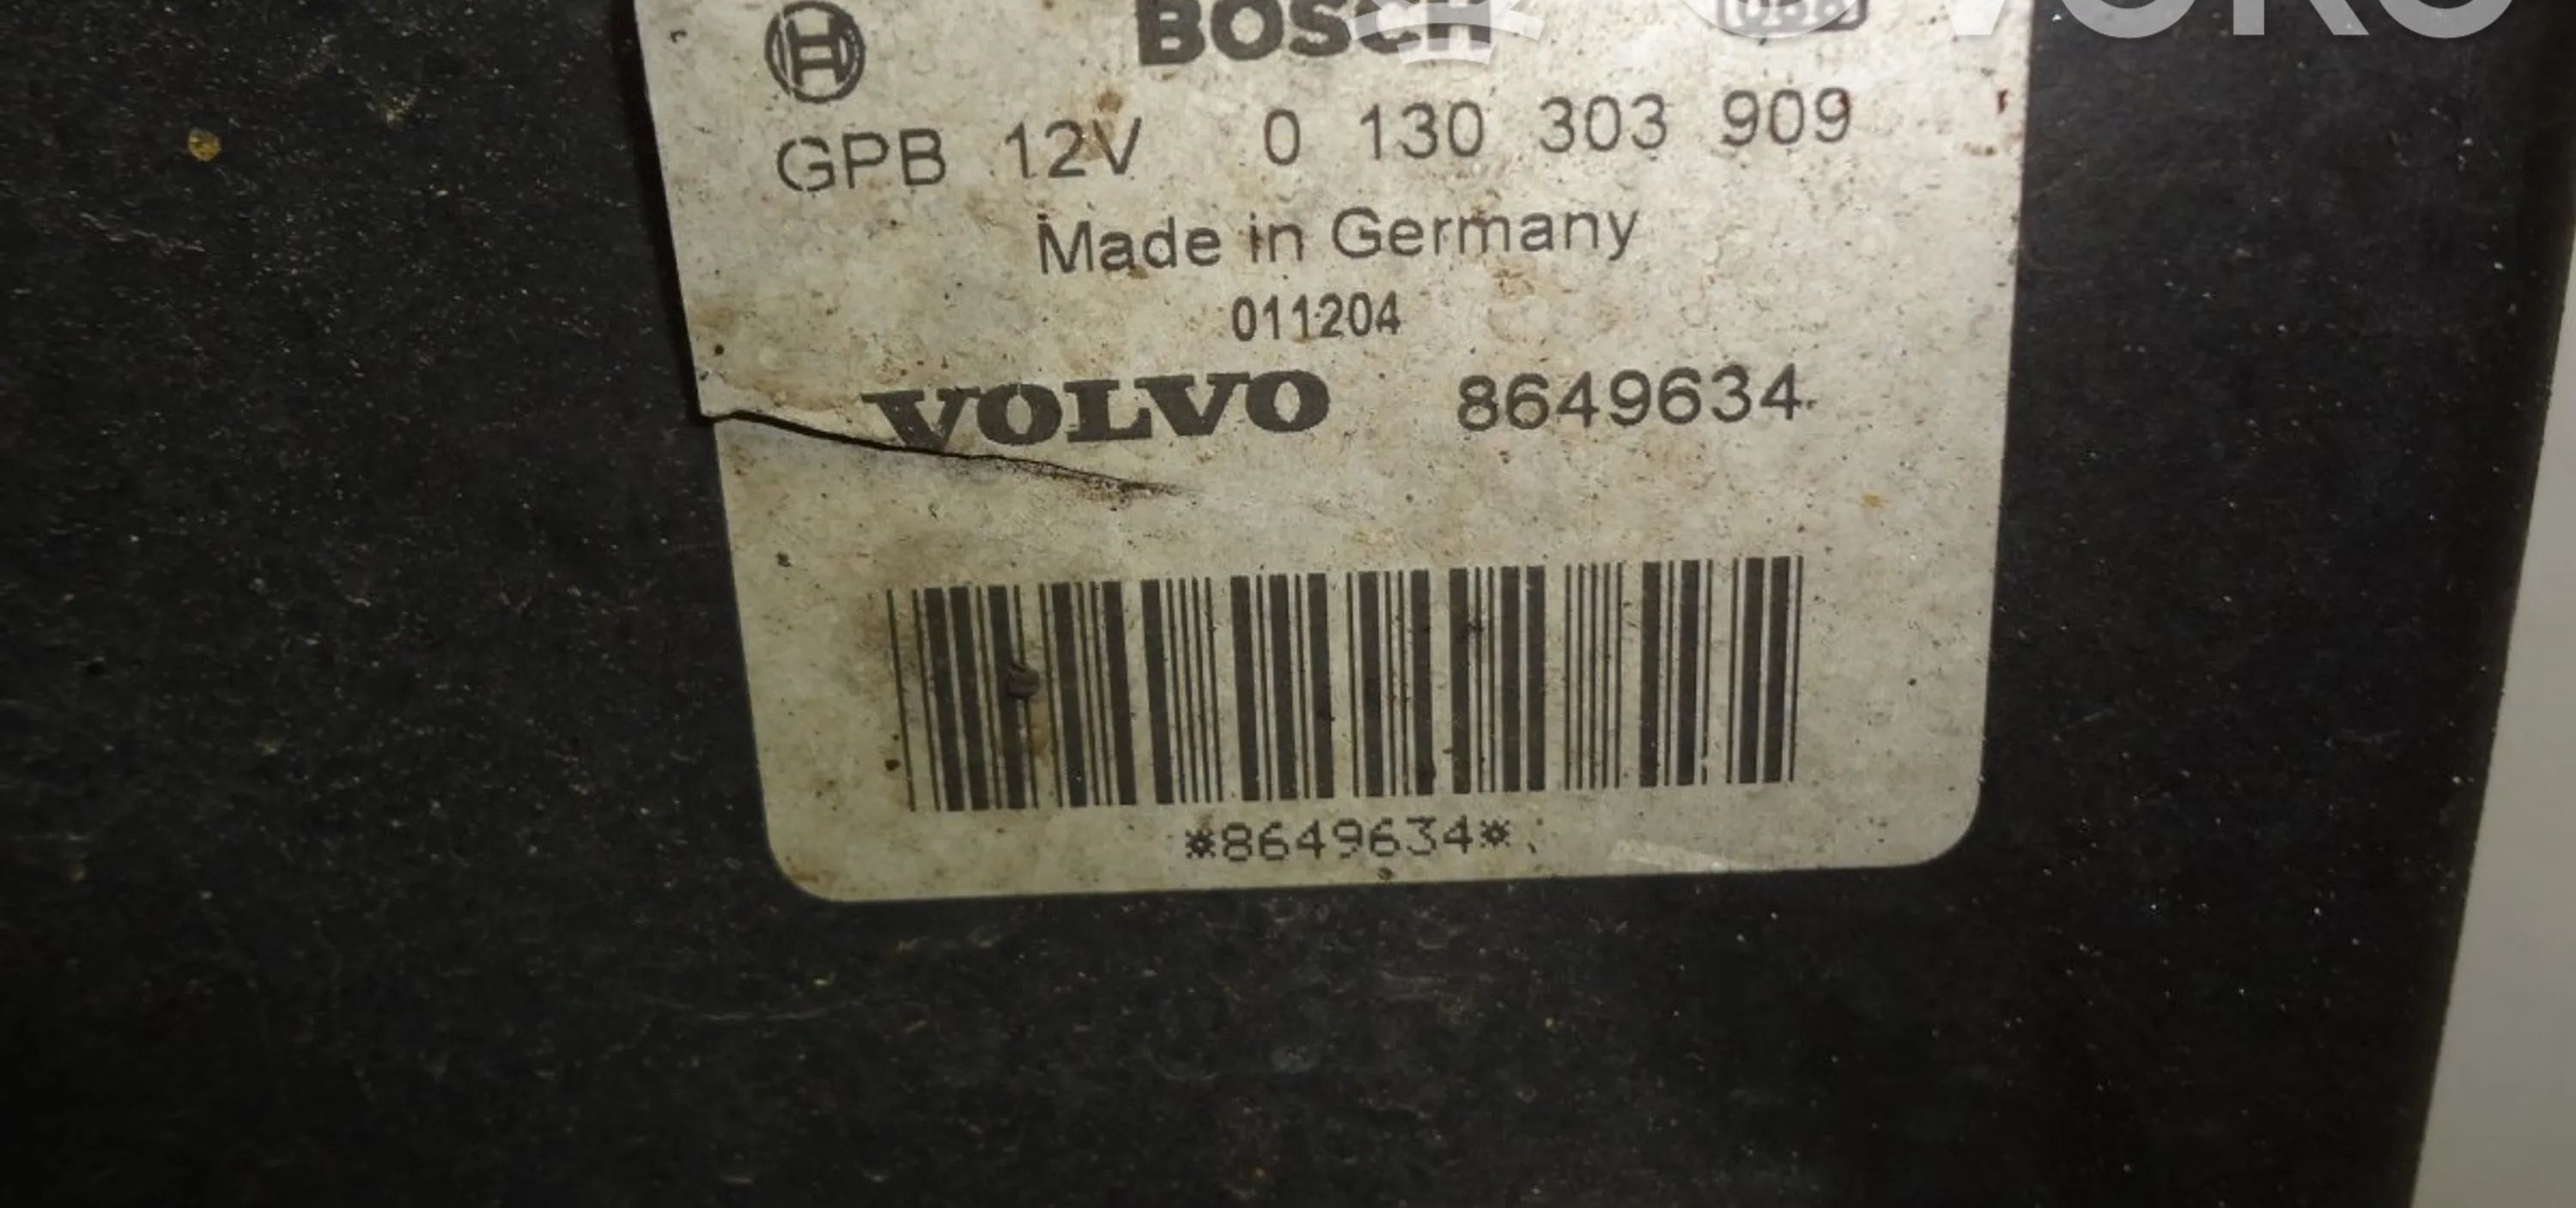 BOSCH
GPB 12V 0 130 303 909
Made in Germany
011204
VOLVO 8649634
*8649634*